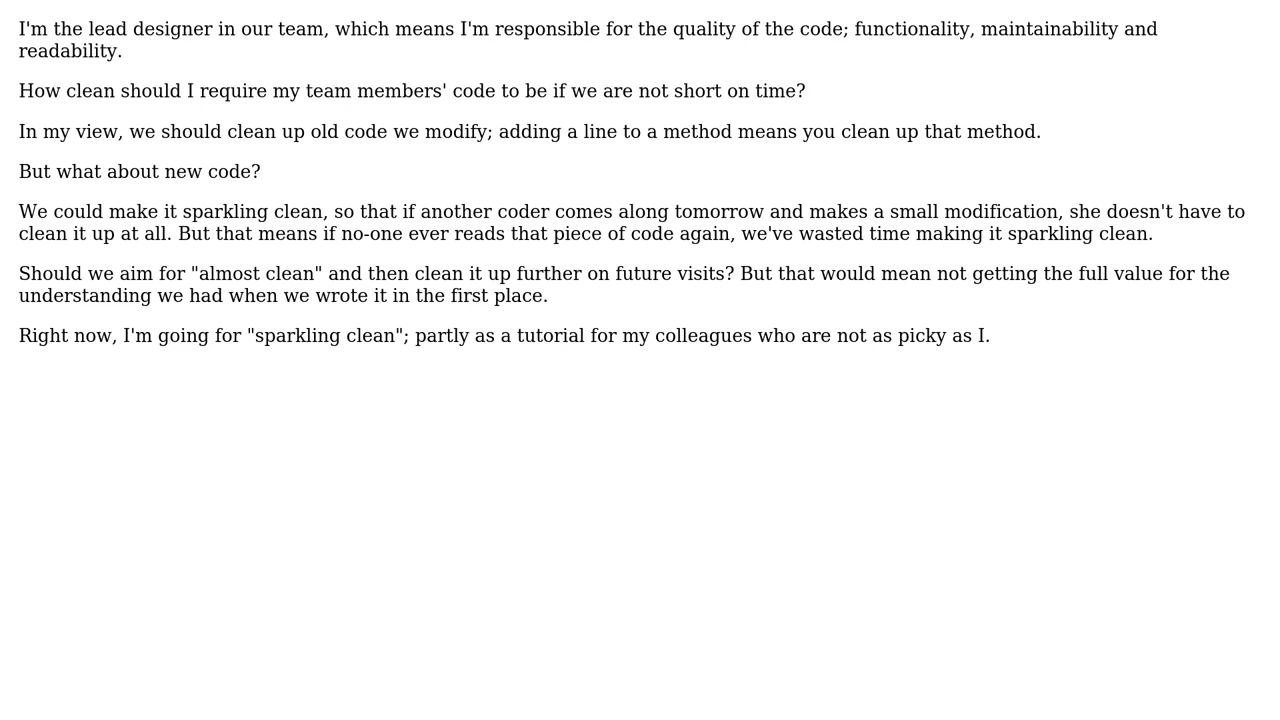 I'm the lead designer in our team, which means I'm responsible for the quality of the code; functionality, maintainability and
readability.
How clean should I require my team members' code to be if we are not short on time?
In my view, we should clean up old code we modify; adding a line to a method means you clean up that method.
But what about new code?
We could make it sparkling clean, so that if another coder comes along tomorrow and makes a small modification, she doesn't have to
clean it up at all. But that means if no-one ever reads that piece of code again, we've wasted time making it sparkling clean.
Should we aim for "almost clean" and then clean it up further on future visits? But that would mean not getting the full value for the
understanding we had when we wrote it in the first place.
Right now, I'm going for "sparkling clean"; partly as a tutorial for my colleagues who are not as picky as I.